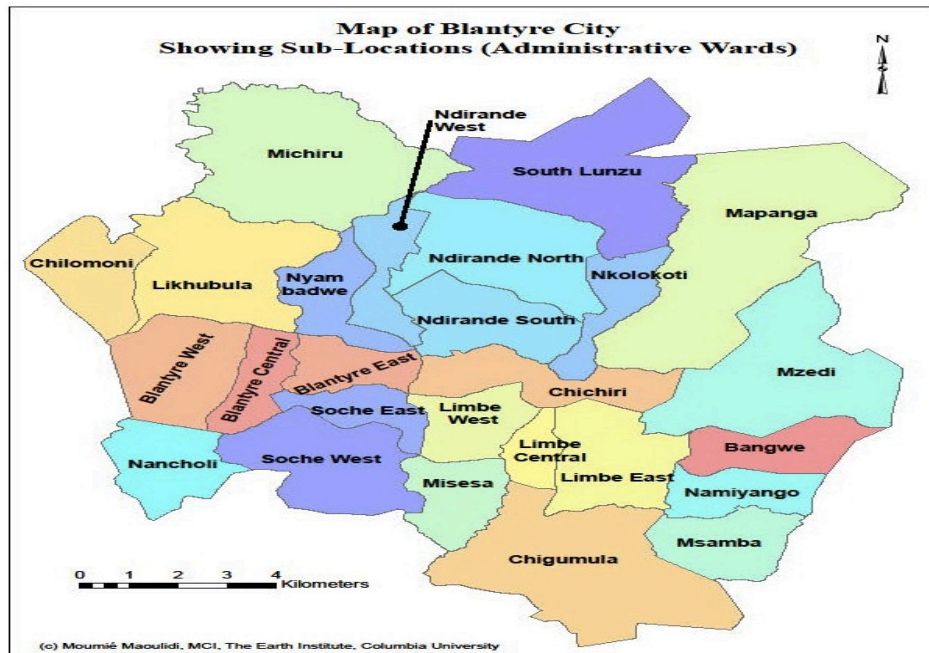 Map of Blantyre City
Showing Sub-Locations (Administrative Wards)
N
Ndirande
West
Michiru
South Lunzu
Mapanga
Chilomoni
Likhubula
Nyam
badwe
Ndirande North
Nkolokoti
Ndirande South
Blantyre West
Blantyre Central
Blantyre East
Mzedi
Chichiri
Soche East
Limbe
West
Limbe
Central
Bangwe
Nancholi
Soche West
Misesa
Limbe East
Namiyango
Msamba
Chigumula
0 1 2 3 4
Kilometers
(c) Moumié Maoulidi, MCI, The Earth Institute, Columbia University